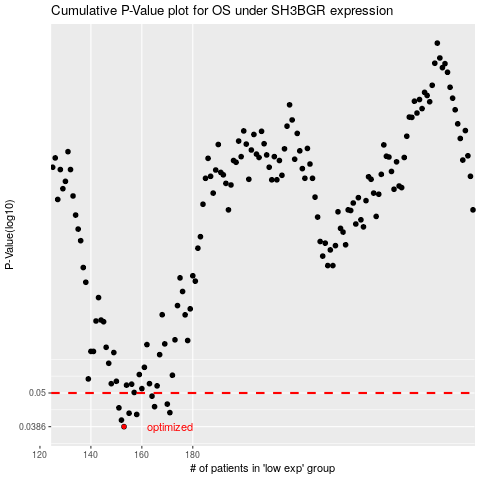 Cumulative P-Value plot for OS under SH3BGR expression
P-Value(log10)
0.05
0.0386
optimized
120 140 160 180
# of patients in 'low exp' group